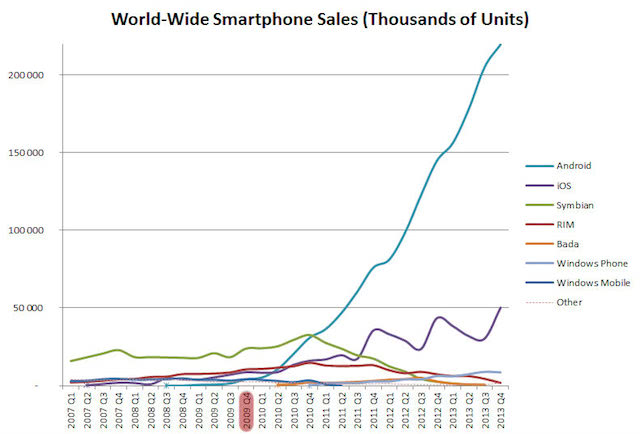 World-Wide Smartphone Sales (Thousands of Units)
200 000
150 000
100 000
50 000
-
2007 Q1
2007 Q2
2007 Q3
2007 Q4
2008 Q1
2008 Q2
2008 Q3
2008 Q4
2009 Q1
2009 Q2
2009 Q3
2009 Q4
2010 Q1
2010 Q2
2010 Q3
2010 Q4
2011 Q1
2011 Q2
2011 Q3
2011 Q4
2012 Q1
2012 Q2
2012 Q3
2012 Q4
2013 Q1
2013 Q2
2013 Q3
2013 Q4
Android
iOS
Symbian
RIM
Bada
Windows Phone
Windows Mobile
Other